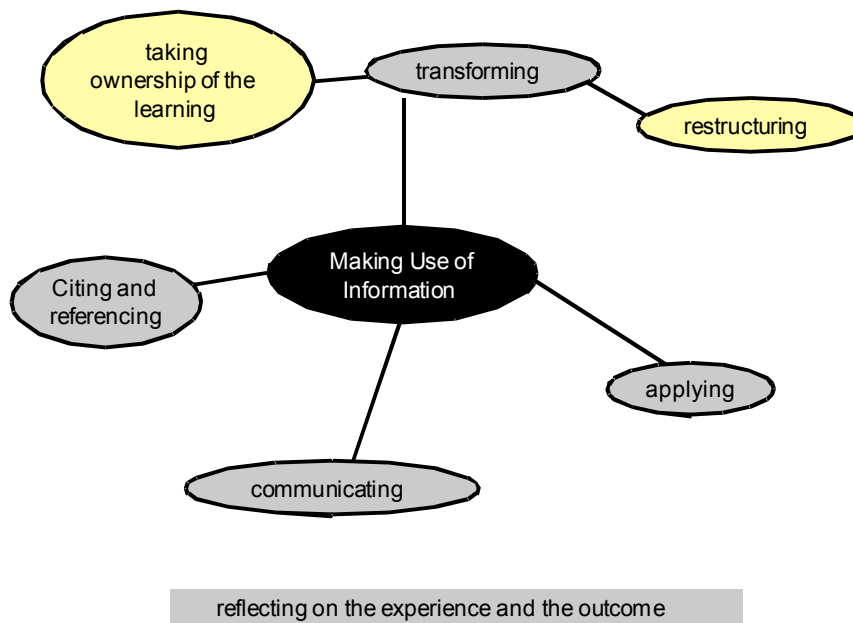 taking
ownership of the
learning
transforming
restructuring
Making Use of
Information
Citing and
referencing
applying
communicating
reflecting on the experience and the outcome